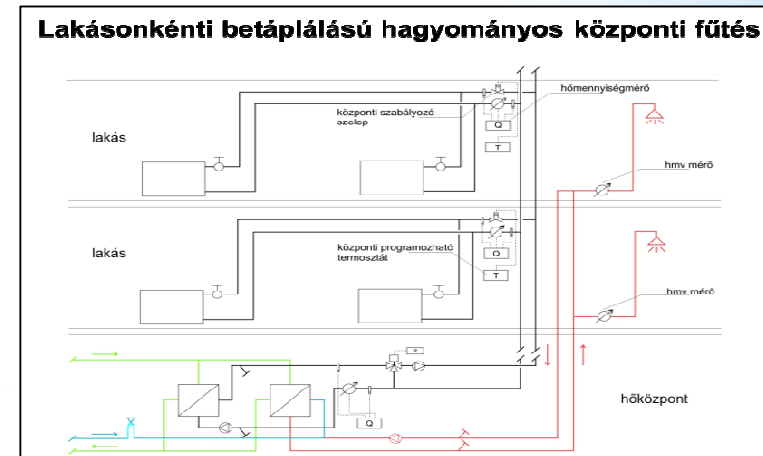 Lakásonkénti betáplálású hagyományos központi fűtés
hőmennyiségmérő
központi szabályozó
szelep
lakás
Q
T
hmv mérő
lakás
központi programozható
termosztát
Q
T
hmv mérő
hőközpont
Q